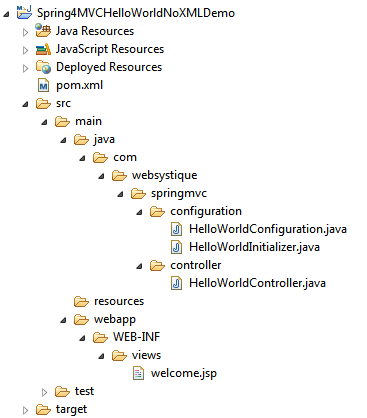 Spring4MVCHelloWorldNoXMLDemo
Java Resources
JavaScript Resources
Deployed Resources
pom.xml
src
main
java
com
websystique
springmvc
configuration
HelloWorldConfiguration.java
HelloWorldInitializer.java
controller
HelloWorldController.java
resources
webapp
WEB-INF
views
welcome.jsp
test
target